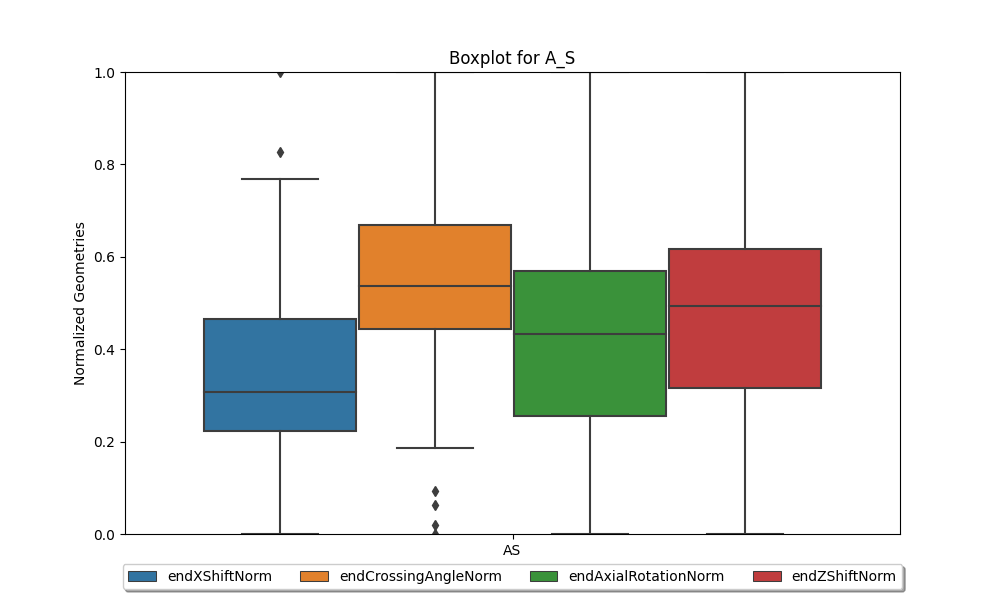 Boxplot for A_S
1.0
0.8
0.6
0.4
0.2
0.0
Normalized Geometries
AS
endXShiftNorm endCrossingAngleNorm endAxialRotationNorm endZShiftNorm